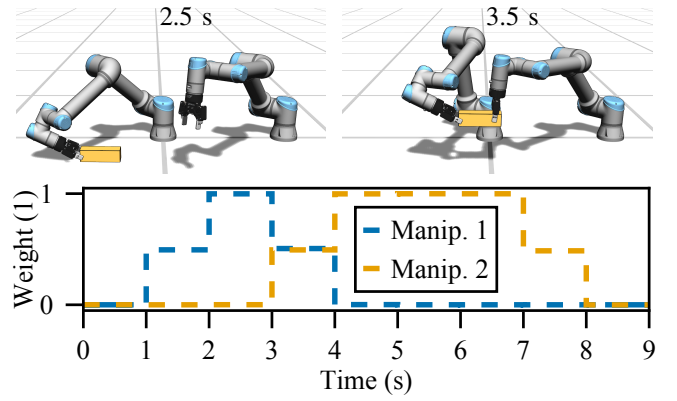 2.5 s
3.5 s
Weight (1)
1
0
Manip. 1
Manip. 2
0 1 2 3 4 5 6 7 8 9
Time (s)